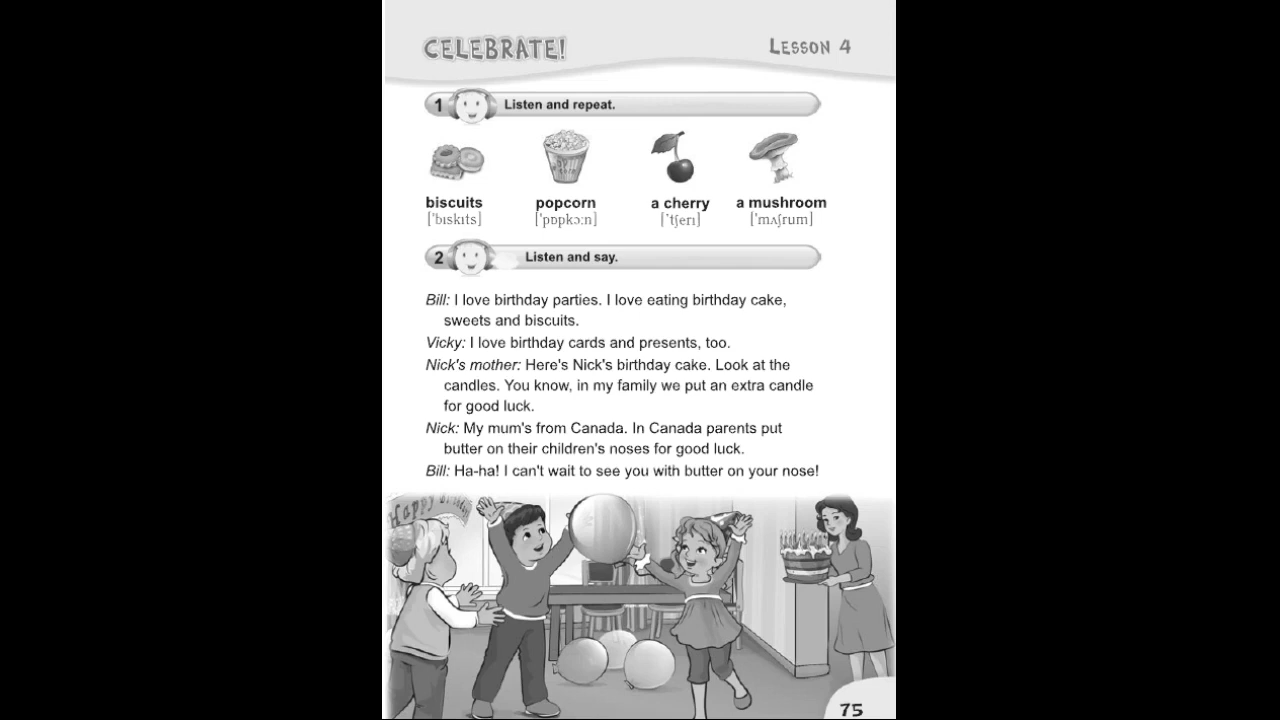 CELEBRATE!
LESSON 4
1 Listen and repeat.
biscuits popcorn a cherry a mushroom
['bɪskɪts] ['pɒpkɔ:n] ['tʃerɪ] ['mʌʃrum]
2 Listen and say.
Bill: I love birthday parties. I love eating birthday cake,
sweets and biscuits.
Vicky: I love birthday cards and presents, too.
Nick's mother: Here's Nick's birthday cake. Look at the
candles. You know, in my family we put an extra candle
for good luck.
Nick: My mum's from Canada. In Canada parents put
butter on their children's noses for good luck.
Bill: Ha-ha! I can't wait to see you with butter on your nose!
Happy Birthday
75